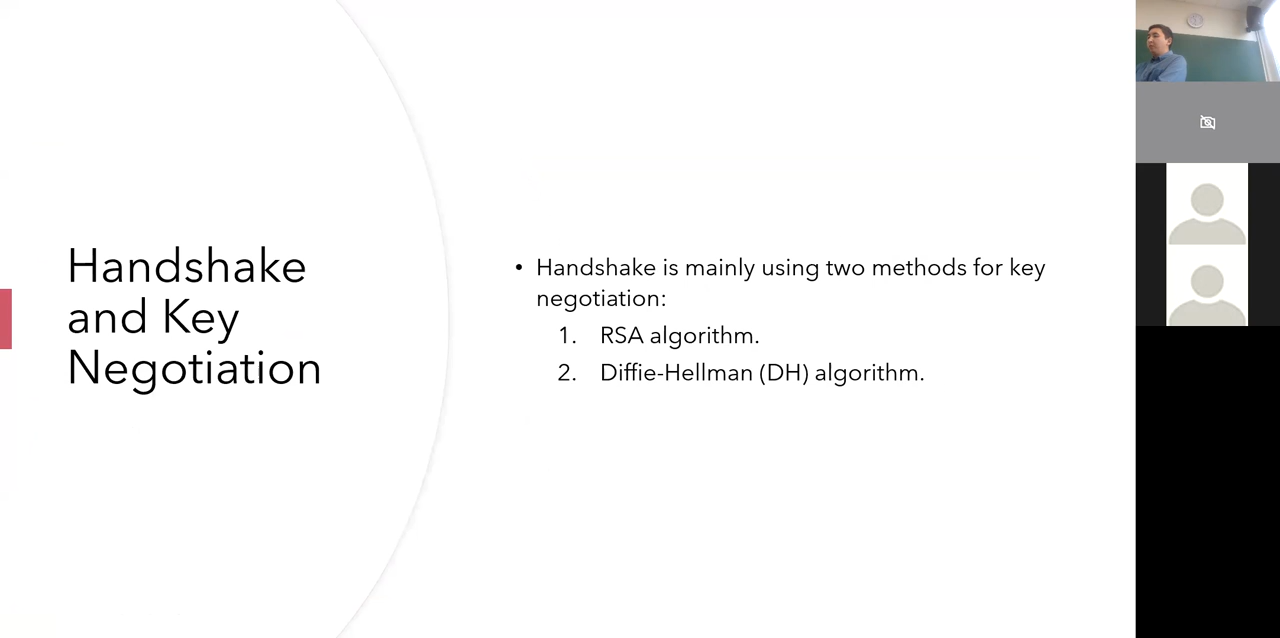 Handshake
and Key
Negotiation
• Handshake is mainly using two methods for key
negotiation:
1. RSA algorithm.
2. Diffie-Hellman (DH) algorithm.